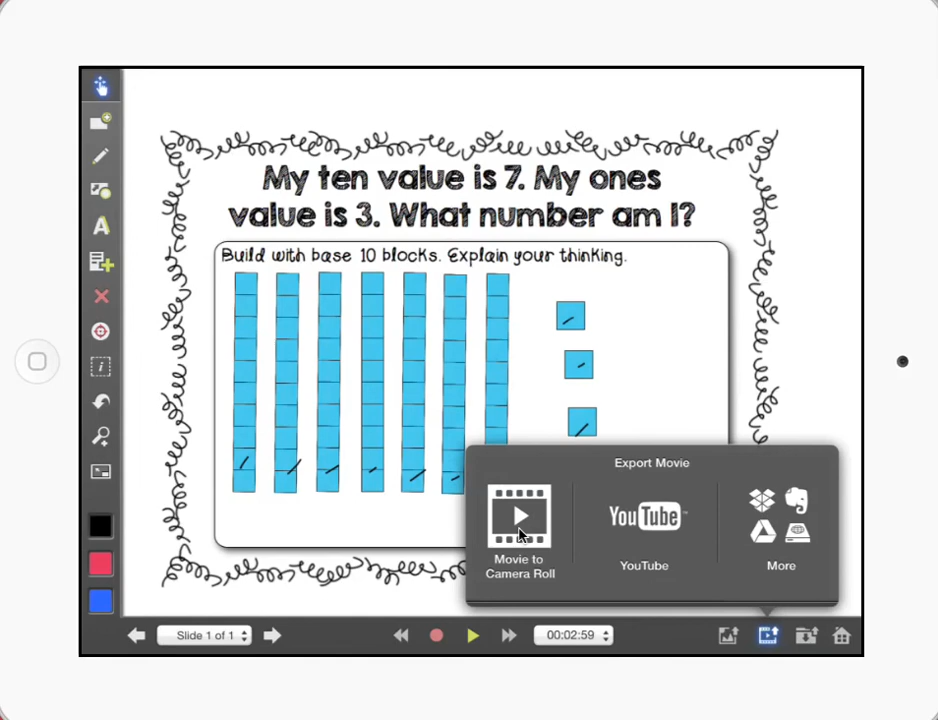 My ten value is 7. My ones
value is 3. What number am I?
Build with base 10 blocks. Explain your thinking.
Export Movie
YouTube™
Movie to
Camera Roll
YouTube
More
A
i
Slide 1 of 1
00:02:59